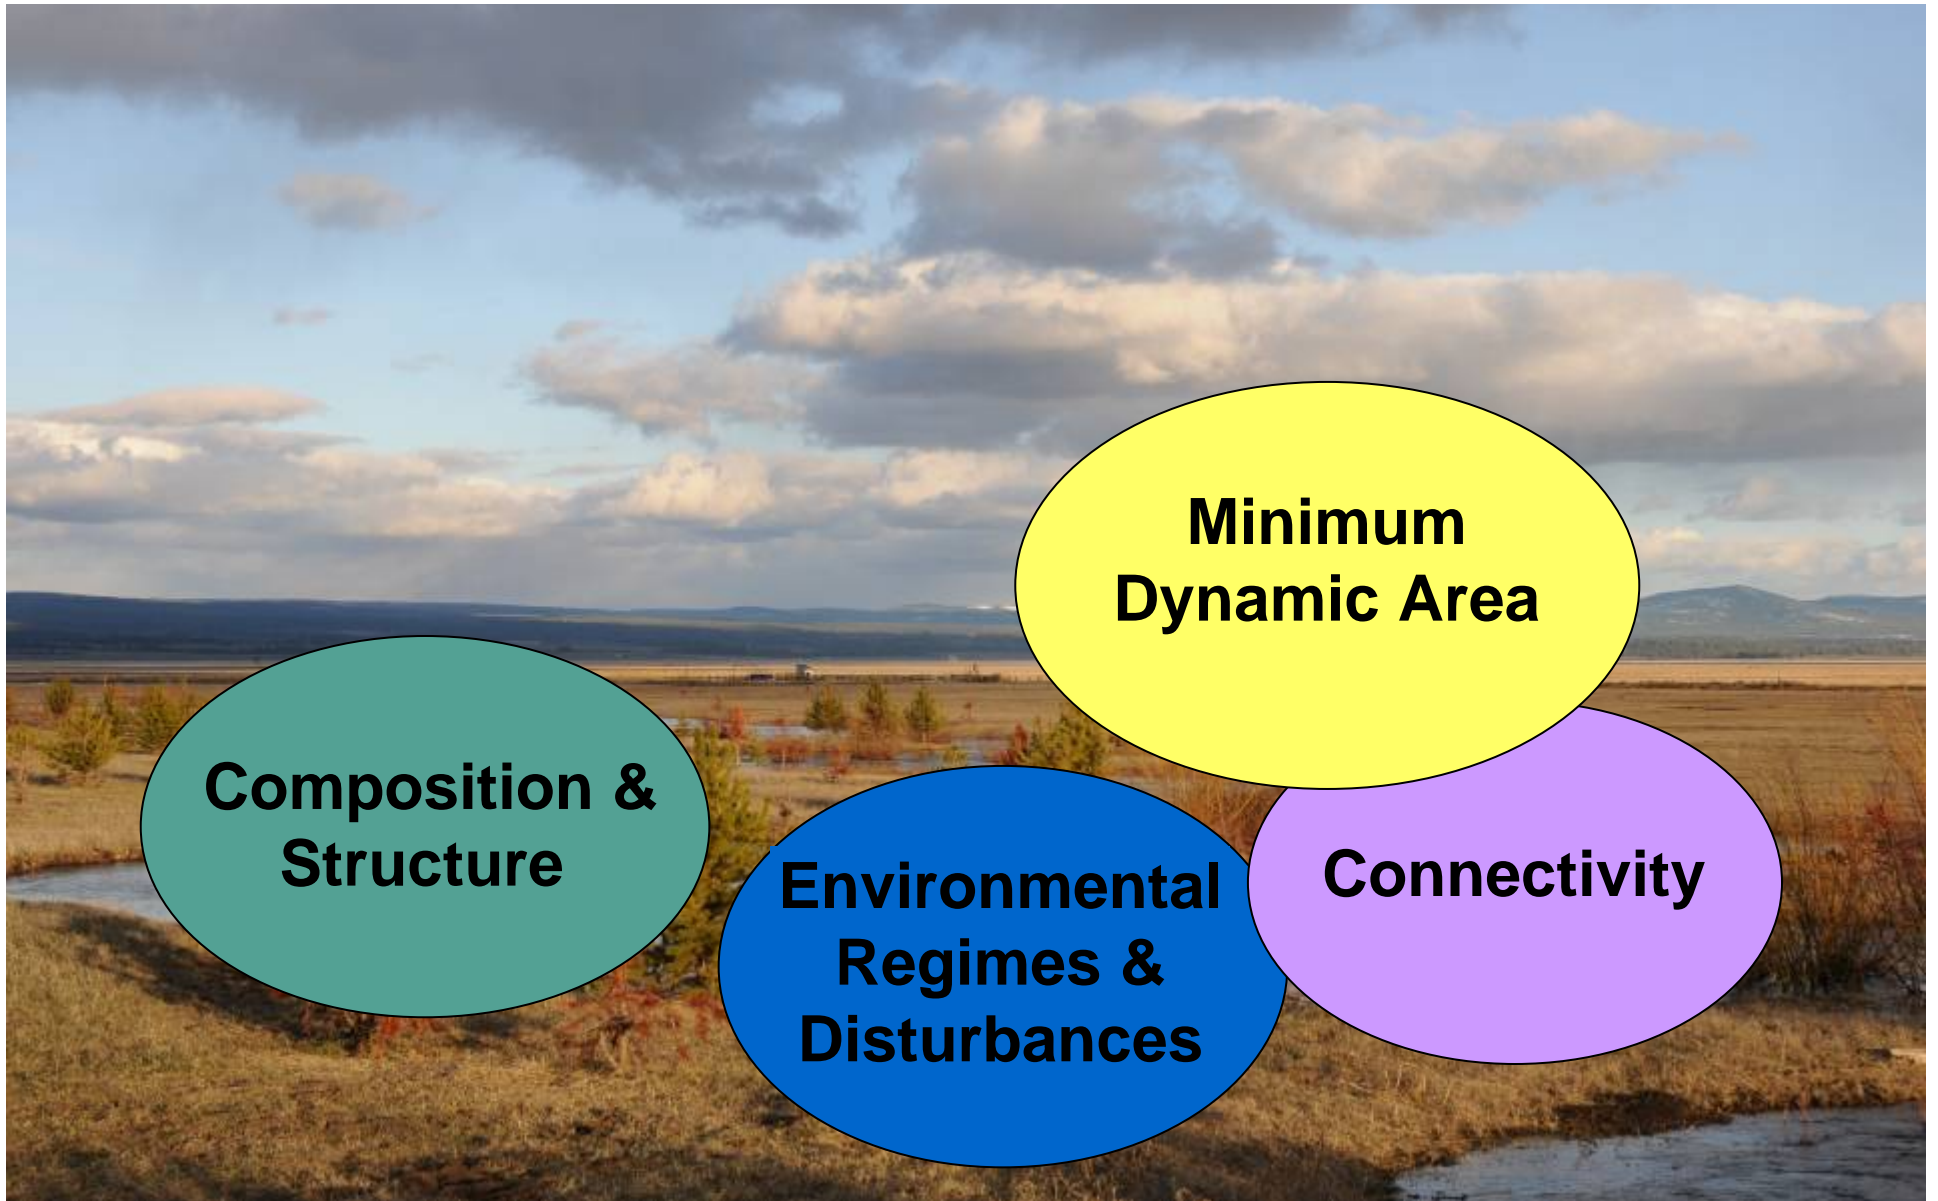 Minimum
Dynamic Area
Composition &
Structure
Environmental
Regimes &
Disturbances
Connectivity